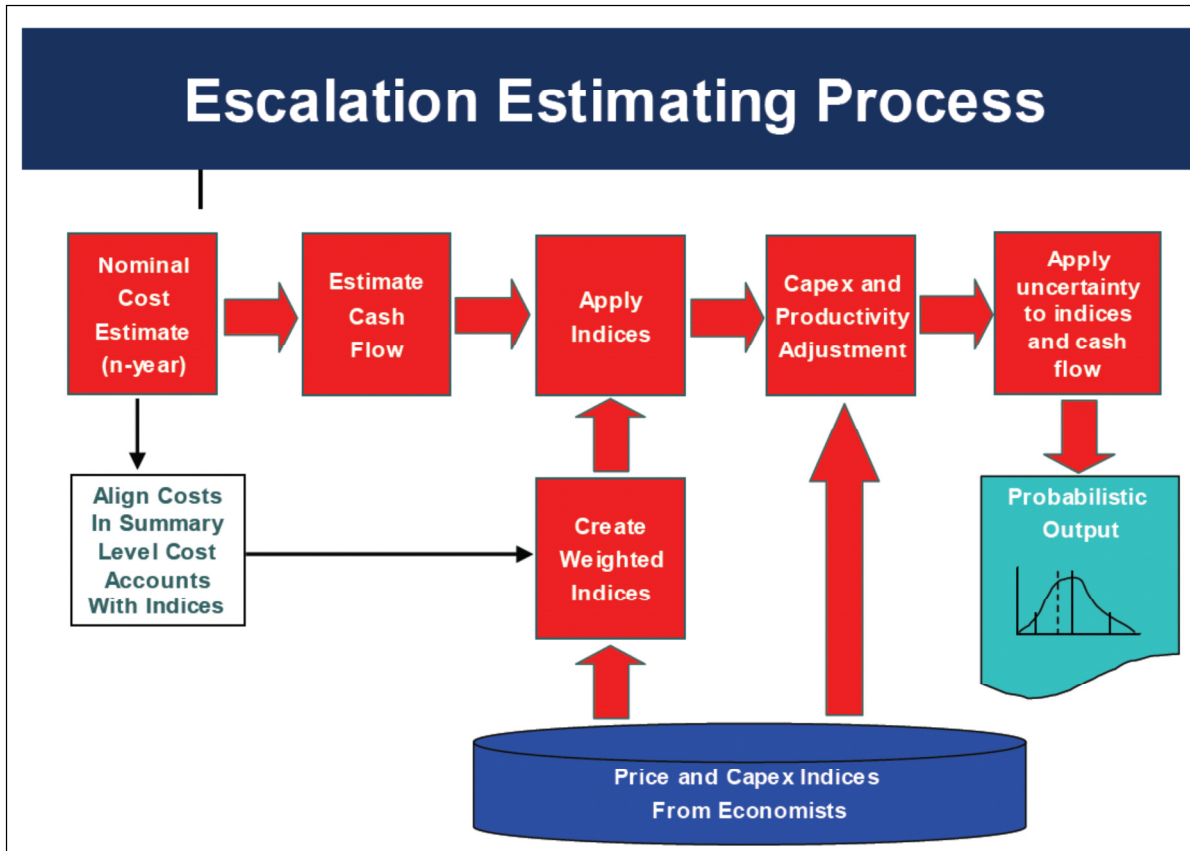 Escalation Estimating Process
Nominal
Cost
Estimate
(n-year)
Estimate
Cash
Flow
Apply
Indices
Capex and
Productivity
Adjustment
Apply
uncertainty
to indices
and cash
flow
Align Costs
In Summary
Level Cost
Accounts
With Indices
Create
Weighted
Indices
Probabilistic
Output
Price and Capex Indices
From Economists